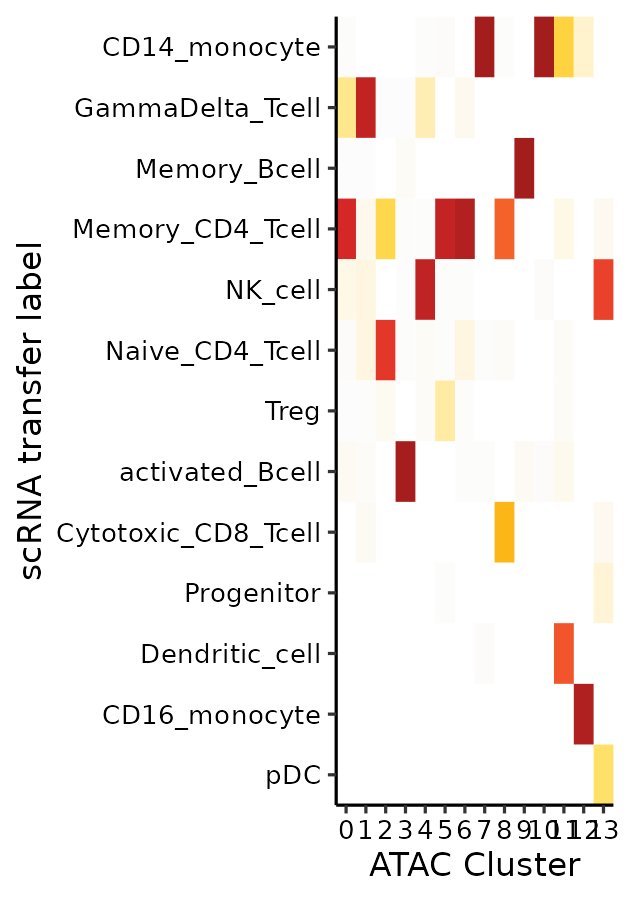 CD14_monocyte
GammaDelta_Tcell
Memory_Bcell
Memory_CD4_Tcell
NK_cell
Naive_CD4_Tcell
Treg
activated_Bcell
Cytotoxic_CD8_Tcell
Progenitor
Dendritic_cell
CD16_monocyte
pDC
scRNA transfer label
0 1 2 3 4 5 6 7 8 9 10 11 12 13
ATAC Cluster